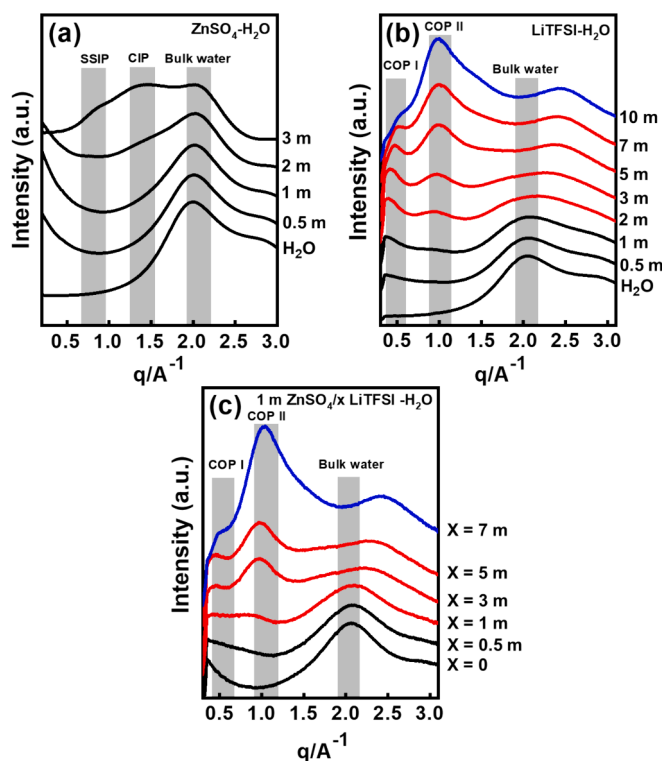 (a)
ZnSO₄-H₂O
SSIP
CIP
Bulk water
3 m
2 m
1 m
0.5 m
H₂O
Intensity (a.u.)
0.5 1.0 1.5 2.0 2.5 3.0
q/A⁻¹
(b)
LiTFSI-H₂O
COP II
COP I
Bulk water
10 m
7 m
5 m
3 m
2 m
1 m
0.5 m
H₂O
Intensity (a.u.)
0.5 1.0 1.5 2.0 2.5 3.0
q/A⁻¹
(c)
1 m ZnSO₄/x LiTFSI -H₂O
COP II
COP I
Bulk water
X = 7 m
X = 5 m
X = 3 m
X = 1 m
X = 0.5 m
X = 0
Intensity (a.u.)
0.5 1.0 1.5 2.0 2.5 3.0
q/A⁻¹